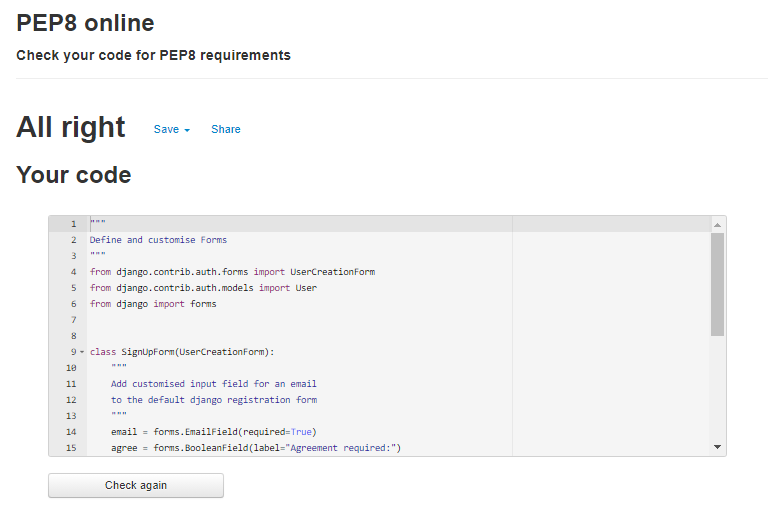 PEP8 online
Check your code for PEP8 requirements
All right Save Share
Your code
1 """
2 Define and customise Forms
3 """
4 from django.contrib.auth.forms import UserCreationForm
5 from django.contrib.auth.models import User
6 from django import forms
7
8
9 class SignUpForm(UserCreationForm):
10 """
11 Add customised input field for an email
12 to the default django registration form
13 """
14 email = forms.EmailField(required=True)
15 agree = forms.BooleanField(label="Agreement required:")
Check again